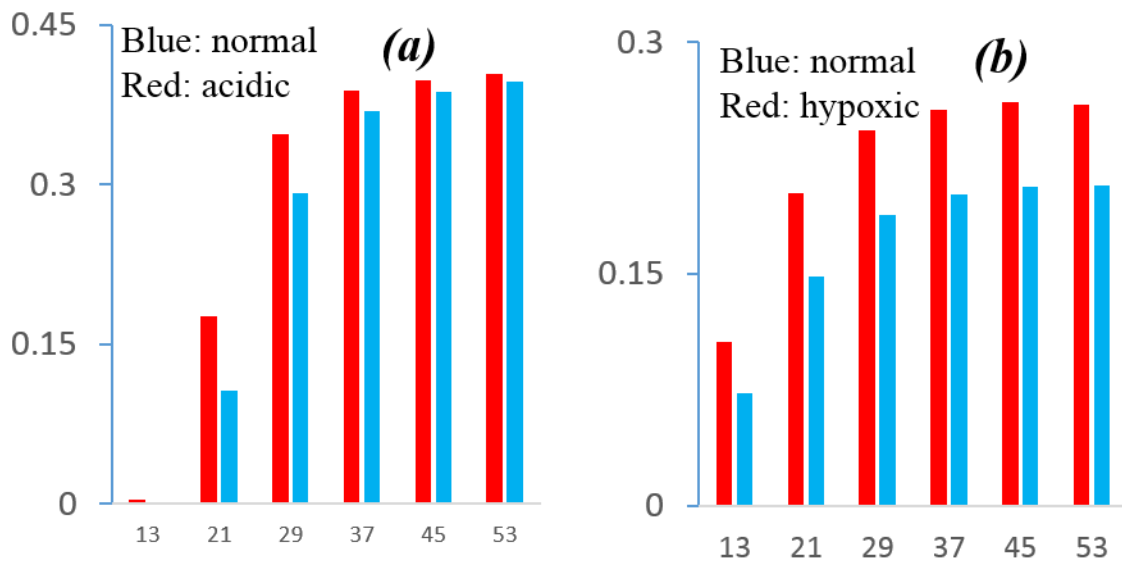 0.45
Blue: normal
(a)
Red: acidic
0.3
0.15
0
13 21 29 37 45 53
0.3
Blue: normal
(b)
Red: hypoxic
0.15
0
13 21 29 37 45 53